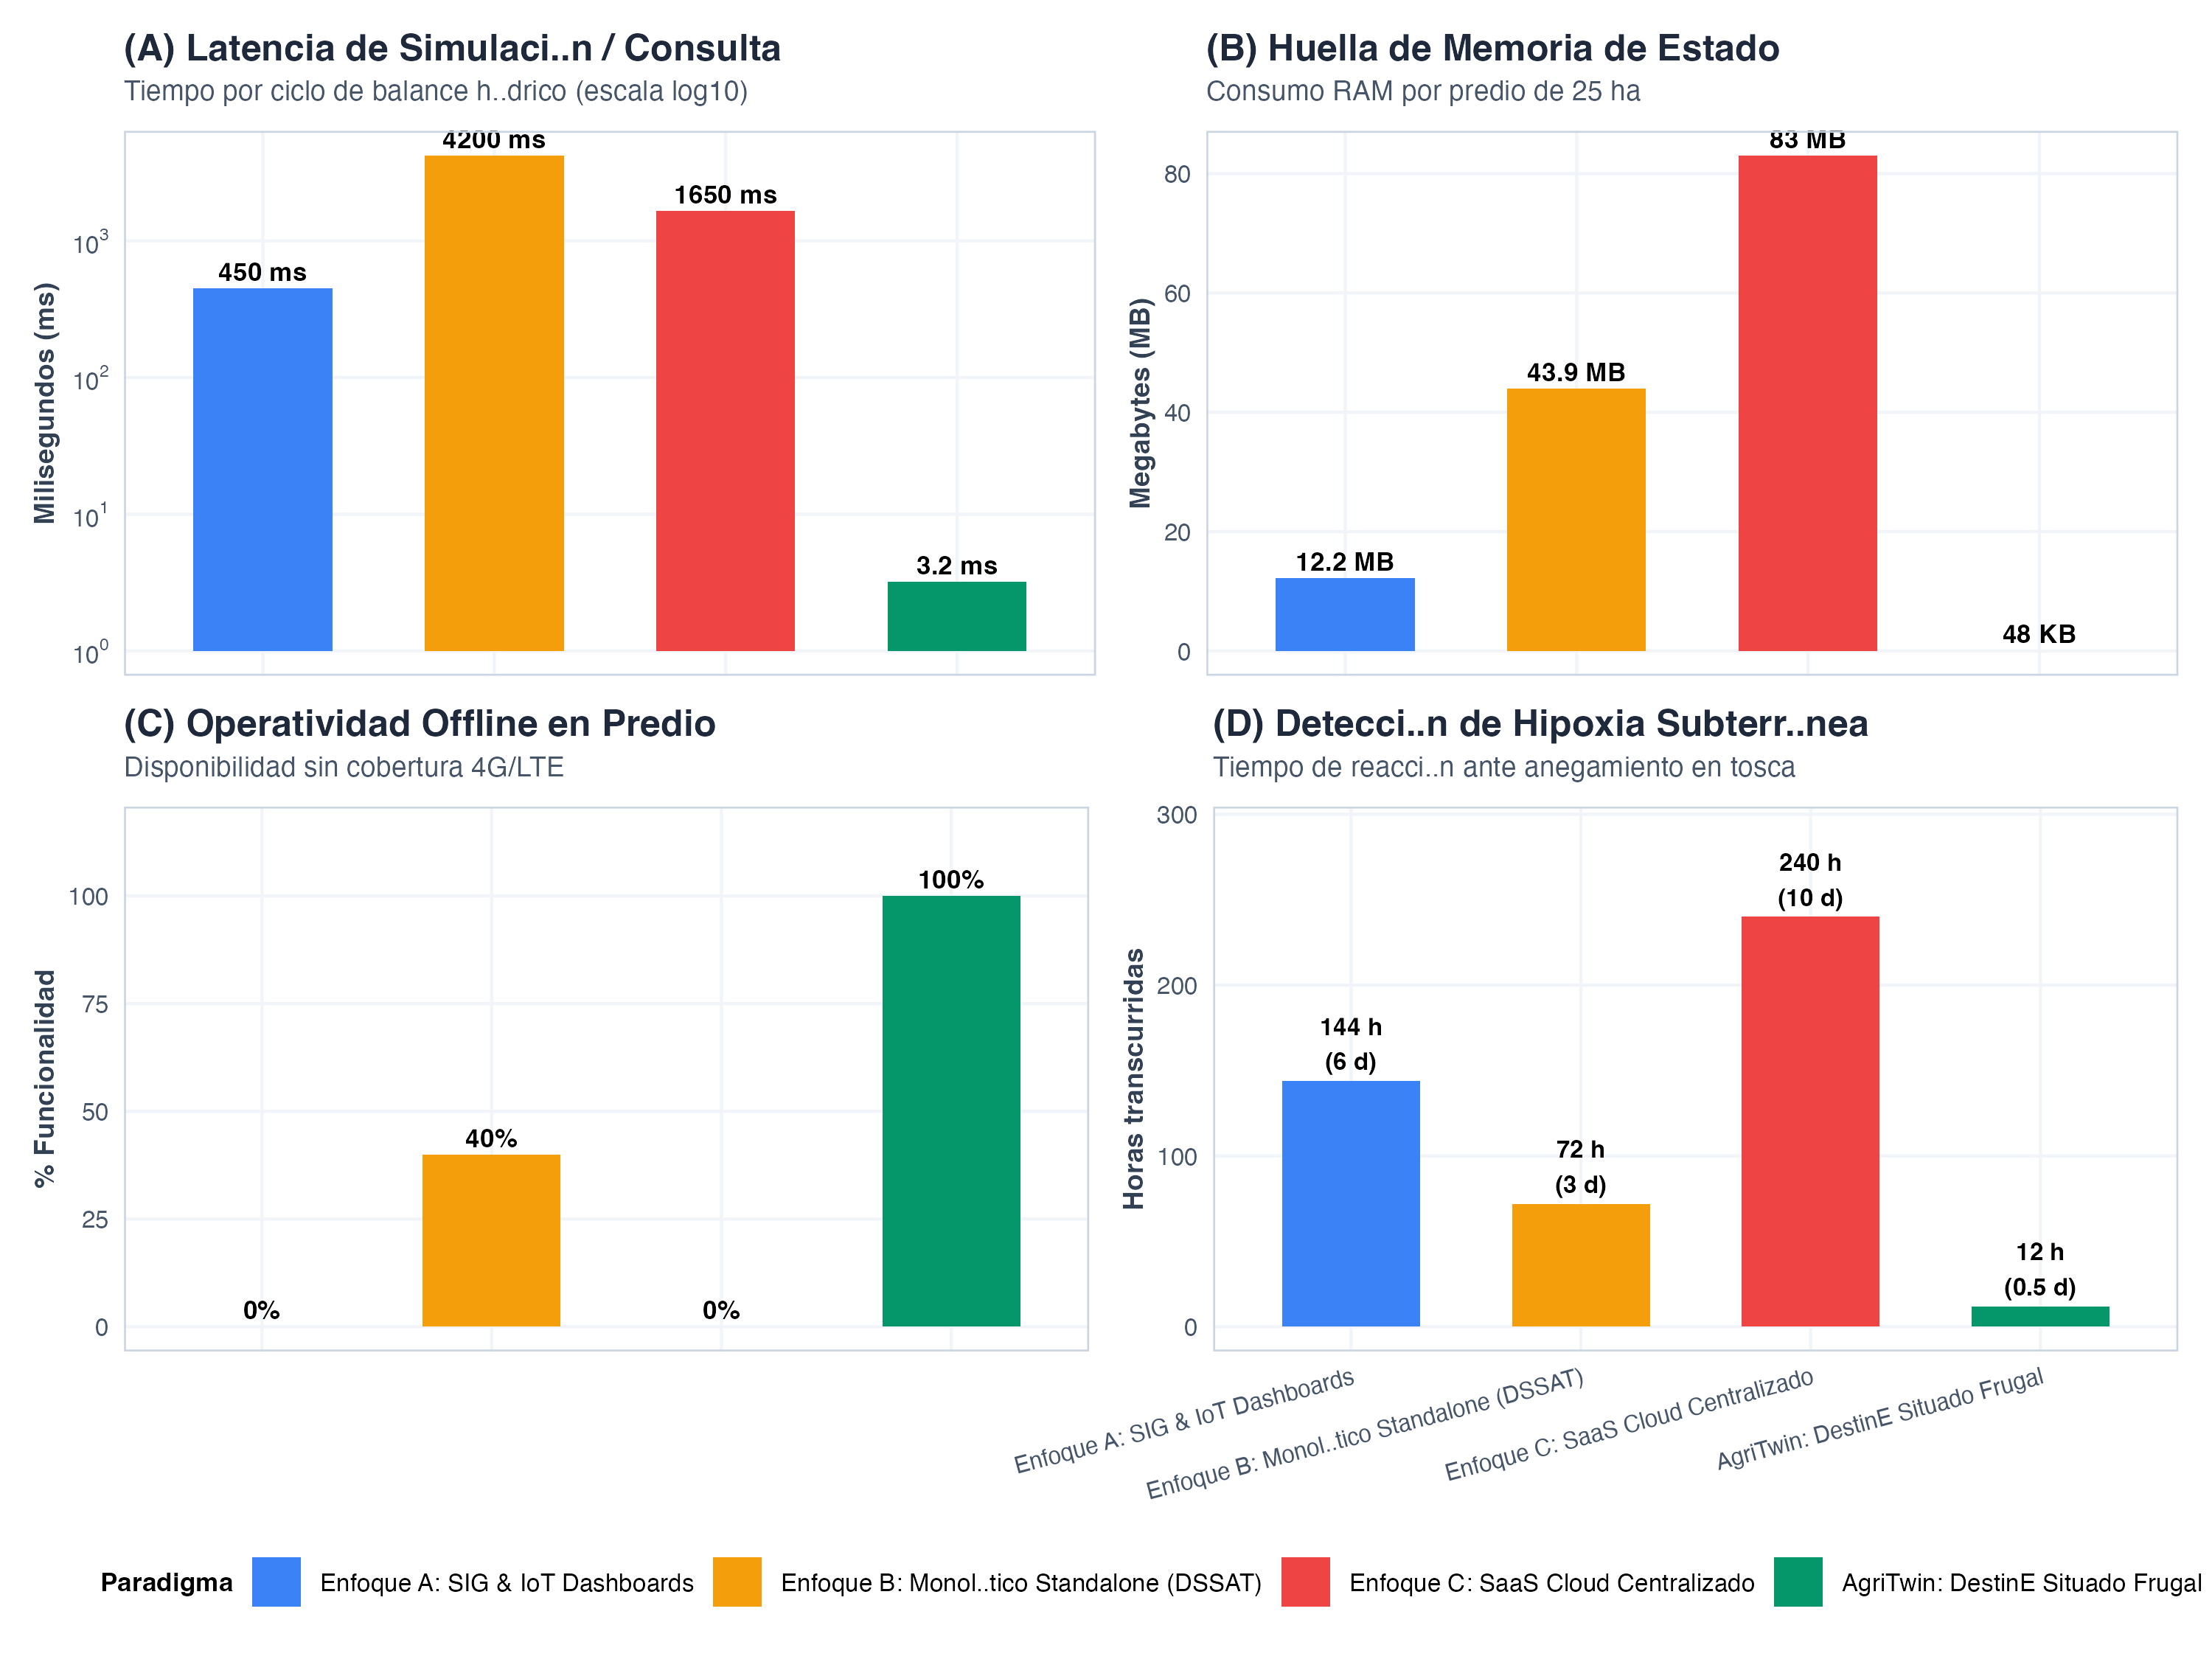 (A) Latencia de Simulaci..n / Consulta
Tiempo por ciclo de balance h..drico (escala log10)
Milisegundos (ms)
10³
10²
10¹
10⁰
450 ms
4200 ms
1650 ms
3.2 ms
(B) Huella de Memoria de Estado
Consumo RAM por predio de 25 ha
Megabytes (MB)
80
60
40
20
0
12.2 MB
43.9 MB
83 MB
48 KB
(C) Operatividad Offline en Predio
Disponibilidad sin cobertura 4G/LTE
% Funcionalidad
100
75
50
25
0
0%
40%
0%
100%
(D) Detecci..n de Hipoxia Subterr..nea
Tiempo de reacci..n ante anegamiento en tosca
Horas transcurridas
300
200
100
0
144 h
(6 d)
72 h
(3 d)
240 h
(10 d)
12 h
(0.5 d)
Enfoque A: SIG & IoT Dashboards
Enfoque B: Monol..tico Standalone (DSSAT)
Enfoque C: SaaS Cloud Centralizado
AgriTwin: DestinE Situado Frugal
Paradigma
Enfoque A: SIG & IoT Dashboards
Enfoque B: Monol..tico Standalone (DSSAT)
Enfoque C: SaaS Cloud Centralizado
AgriTwin: DestinE Situado Frugal